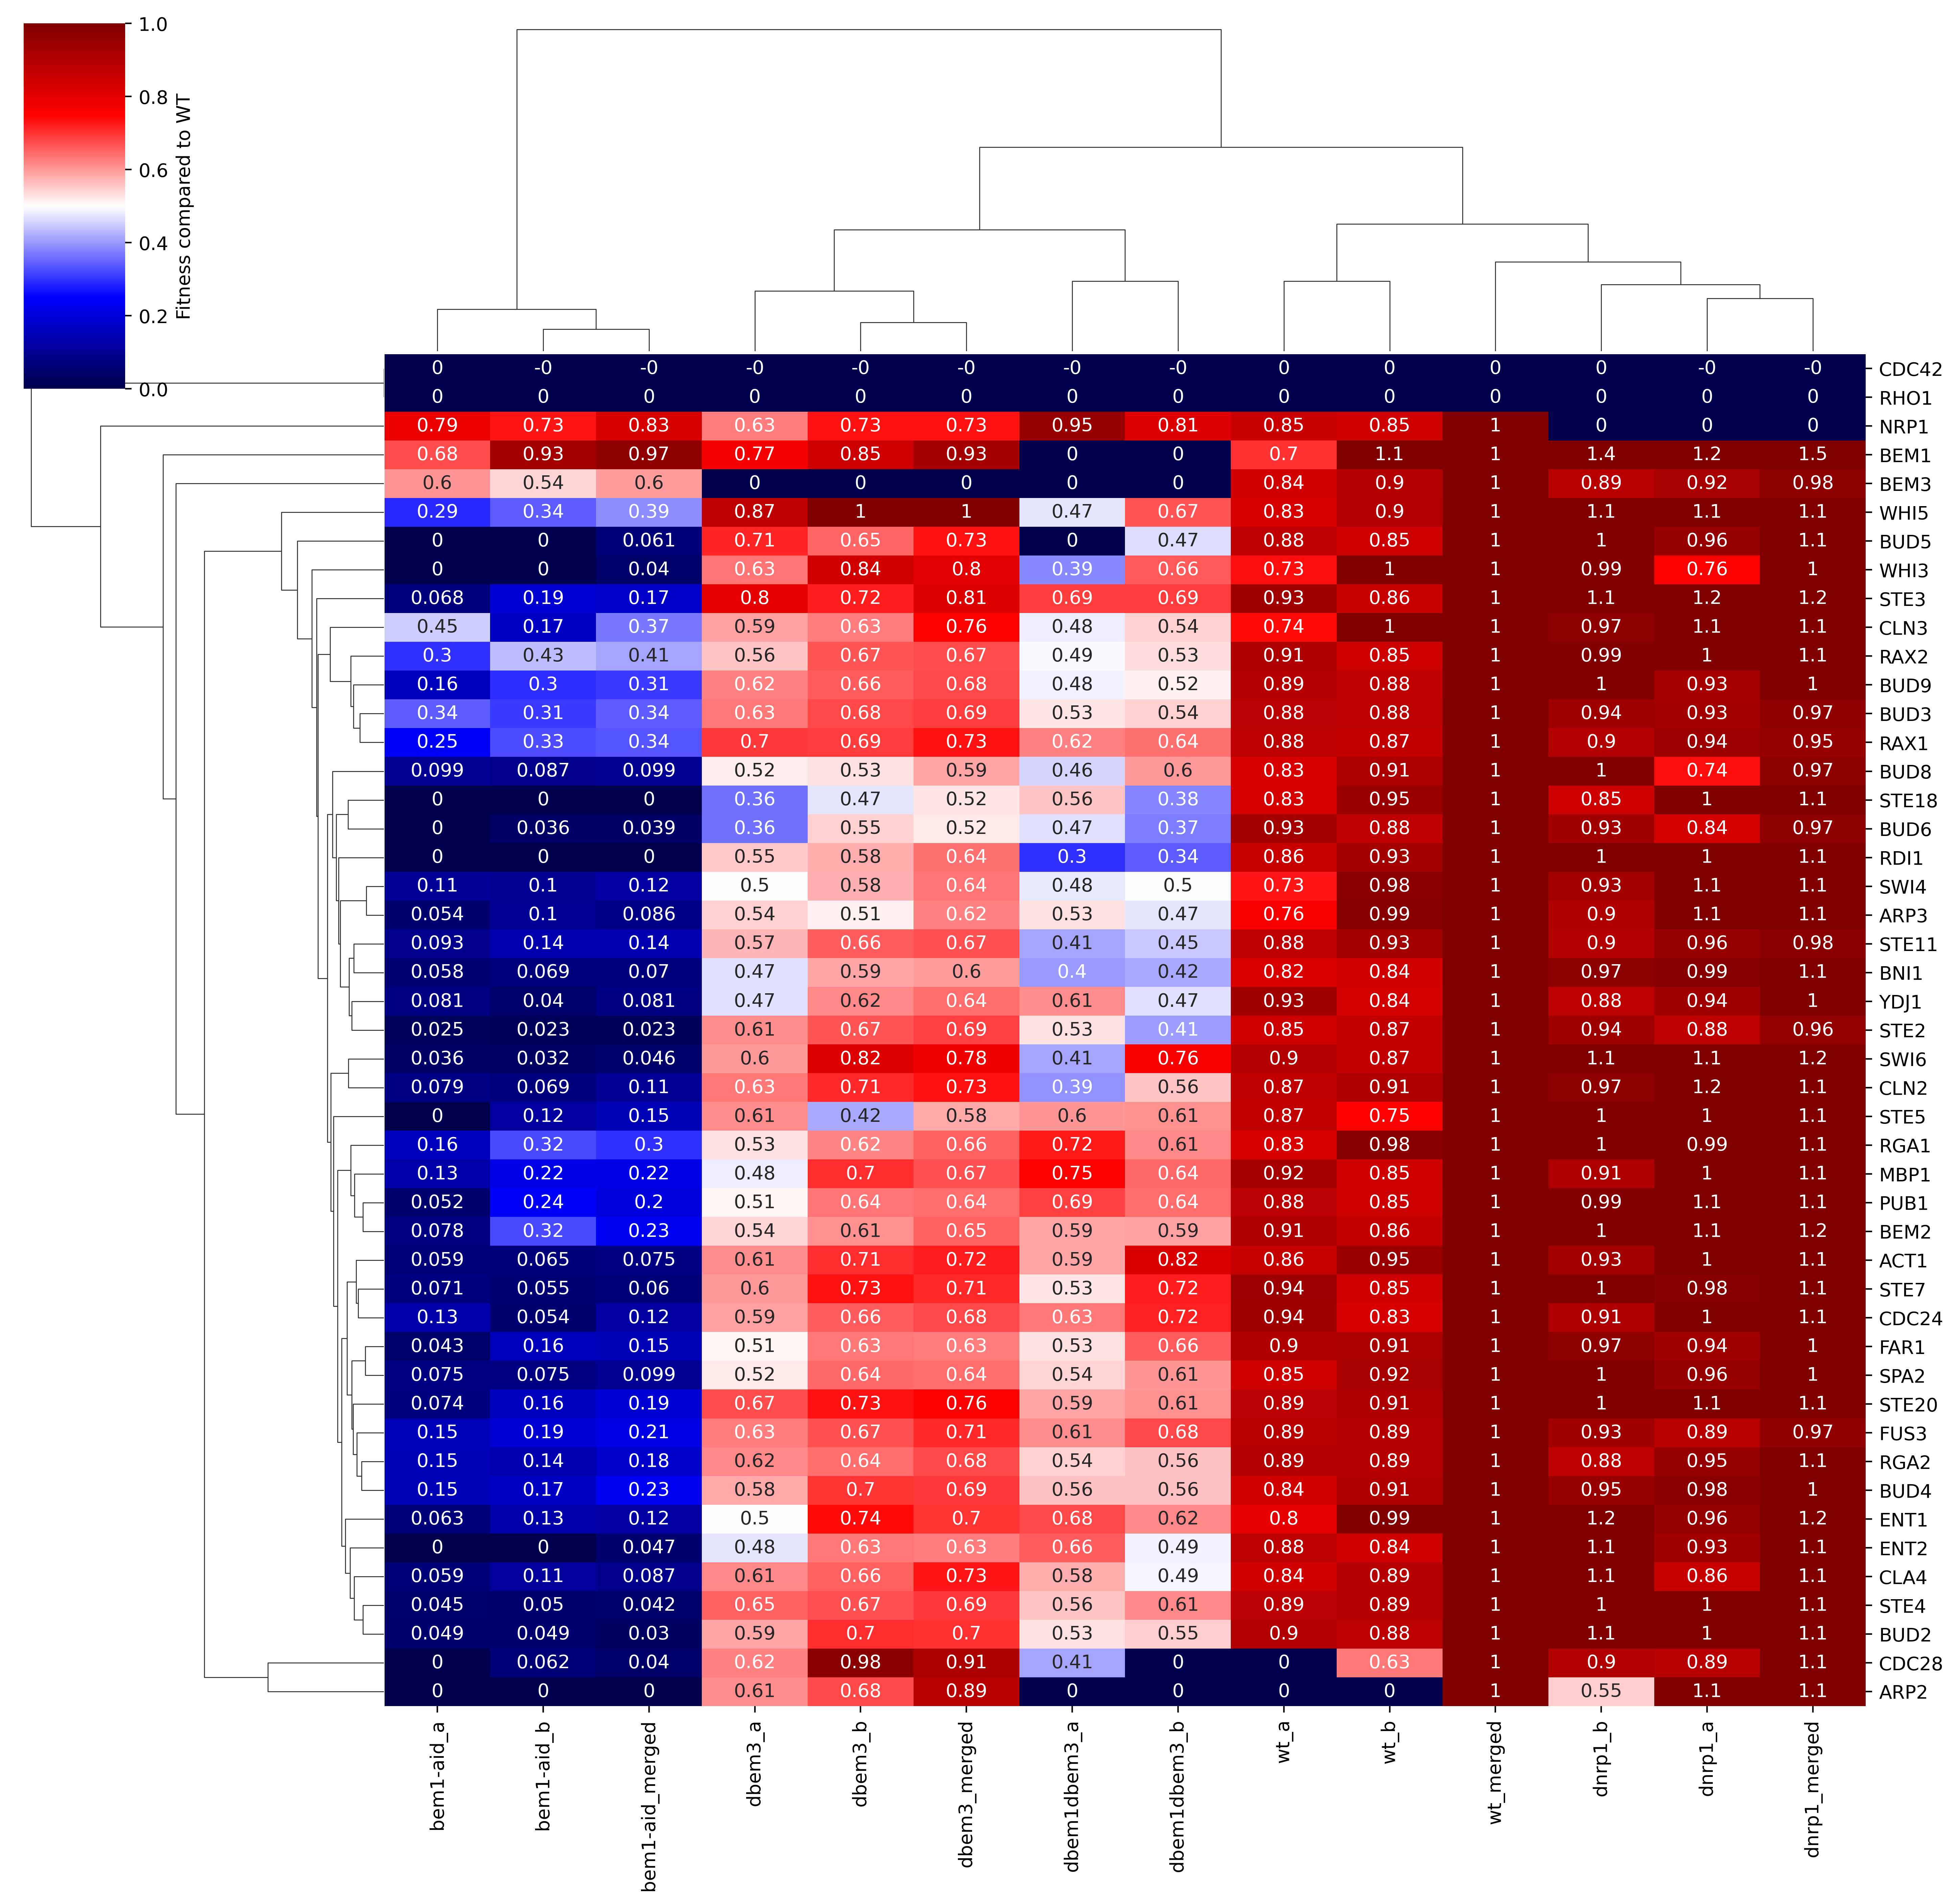 1.0
0.8
0.6
0.4
0.2
0.0
Fitness compared to WT
0 -0 -0 -0 -0 -0 -0 -0 0 0 0 0 -0 -0 CDC42
0 0 0 0 0 0 0 0 0 0 0 0 0 0 RHO1
0.79 0.73 0.83 0.63 0.73 0.73 0.95 0.81 0.85 0.85 1 0 0 0 NRP1
0.68 0.93 0.97 0.77 0.85 0.93 0 0 0.7 1.1 1 1.4 1.2 1.5 BEM1
0.6 0.54 0.6 0 0 0 0 0 0.84 0.9 1 0.89 0.92 0.98 BEM3
0.29 0.34 0.39 0.87 1 1 0.47 0.67 0.83 0.9 1 1.1 1.1 1.1 WHI5
0 0 0.061 0.71 0.65 0.73 0 0.47 0.88 0.85 1 1 0.96 1.1 BUD5
0 0 0.04 0.63 0.84 0.8 0.39 0.66 0.73 1 1 0.99 0.76 1 WHI3
0.068 0.19 0.17 0.8 0.72 0.81 0.69 0.69 0.93 0.86 1 1.1 1.2 1.2 STE3
0.45 0.17 0.37 0.59 0.63 0.76 0.48 0.54 0.74 1 1 0.97 1.1 1.1 CLN3
0.3 0.43 0.41 0.56 0.67 0.67 0.49 0.53 0.91 0.85 1 0.99 1 1.1 RAX2
0.16 0.3 0.31 0.62 0.66 0.68 0.48 0.52 0.89 0.88 1 1 0.93 1 BUD9
0.34 0.31 0.34 0.63 0.68 0.69 0.53 0.54 0.88 0.88 1 0.94 0.93 0.97 BUD3
0.25 0.33 0.34 0.7 0.69 0.73 0.62 0.64 0.88 0.87 1 0.9 0.94 0.95 RAX1
0.099 0.087 0.099 0.52 0.53 0.59 0.46 0.6 0.83 0.91 1 1 0.74 0.97 BUD8
0 0 0 0.36 0.47 0.52 0.56 0.38 0.83 0.95 1 0.85 1 1.1 STE18
0 0.036 0.039 0.36 0.55 0.52 0.47 0.37 0.93 0.88 1 0.93 0.84 0.97 BUD6
0 0 0 0.55 0.58 0.64 0.3 0.34 0.86 0.93 1 1 1 1.1 RDI1
0.11 0.1 0.12 0.5 0.58 0.64 0.48 0.5 0.73 0.98 1 0.93 1.1 1.1 SWI4
0.054 0.1 0.086 0.54 0.51 0.62 0.53 0.47 0.76 0.99 1 0.9 1.1 1.1 ARP3
0.093 0.14 0.14 0.57 0.66 0.67 0.41 0.45 0.88 0.93 1 0.9 0.96 0.98 STE11
0.058 0.069 0.07 0.47 0.59 0.6 0.4 0.42 0.82 0.84 1 0.97 0.99 1.1 BNI1
0.081 0.04 0.081 0.47 0.62 0.64 0.61 0.47 0.93 0.84 1 0.88 0.94 1 YDJ1
0.025 0.023 0.023 0.61 0.67 0.69 0.53 0.41 0.85 0.87 1 0.94 0.88 0.96 STE2
0.036 0.032 0.046 0.6 0.82 0.78 0.41 0.76 0.9 0.87 1 1.1 1.1 1.2 SWI6
0.079 0.069 0.11 0.63 0.71 0.73 0.39 0.56 0.87 0.91 1 0.97 1.2 1.1 CLN2
0 0.12 0.15 0.61 0.42 0.58 0.6 0.61 0.87 0.75 1 1 1 1.1 STE5
0.16 0.32 0.3 0.53 0.62 0.66 0.72 0.61 0.83 0.98 1 1 0.99 1.1 RGA1
0.13 0.22 0.22 0.48 0.7 0.67 0.75 0.64 0.92 0.85 1 0.91 1 1.1 MBP1
0.052 0.24 0.2 0.51 0.64 0.64 0.69 0.64 0.88 0.85 1 0.99 1.1 1.1 PUB1
0.078 0.32 0.23 0.54 0.61 0.65 0.59 0.59 0.91 0.86 1 1 1.1 1.2 BEM2
0.059 0.065 0.075 0.61 0.71 0.72 0.59 0.82 0.86 0.95 1 0.93 1 1.1 ACT1
0.071 0.055 0.06 0.6 0.73 0.71 0.53 0.72 0.94 0.85 1 1 0.98 1.1 STE7
0.13 0.054 0.12 0.59 0.66 0.68 0.63 0.72 0.94 0.83 1 0.91 1 1.1 CDC24
0.043 0.16 0.15 0.51 0.63 0.63 0.53 0.66 0.9 0.91 1 0.97 0.94 1 FAR1
0.075 0.075 0.099 0.52 0.64 0.64 0.54 0.61 0.85 0.92 1 1 0.96 1 SPA2
0.074 0.16 0.19 0.67 0.73 0.76 0.59 0.61 0.89 0.91 1 1 1.1 1.1 STE20
0.15 0.19 0.21 0.63 0.67 0.71 0.61 0.68 0.89 0.89 1 0.93 0.89 0.97 FUS3
0.15 0.14 0.18 0.62 0.64 0.68 0.54 0.56 0.89 0.89 1 0.88 0.95 1.1 RGA2
0.15 0.17 0.23 0.58 0.7 0.69 0.56 0.56 0.84 0.91 1 0.95 0.98 1 BUD4
0.063 0.13 0.12 0.5 0.74 0.7 0.68 0.62 0.8 0.99 1 1.2 0.96 1.2 ENT1
0 0 0.047 0.48 0.63 0.63 0.66 0.49 0.88 0.84 1 1.1 0.93 1.1 ENT2
0.059 0.11 0.087 0.61 0.66 0.73 0.58 0.49 0.84 0.89 1 1.1 0.86 1.1 CLA4
0.045 0.05 0.042 0.65 0.67 0.69 0.56 0.61 0.89 0.89 1 1 1 1.1 STE4
0.049 0.049 0.03 0.59 0.7 0.7 0.53 0.55 0.9 0.88 1 1.1 1 1.1 BUD2
0 0.062 0.04 0.62 0.98 0.91 0.41 0 0 0.63 1 0.9 0.89 1.1 CDC28
0 0 0 0.61 0.68 0.89 0 0 0 0 1 0.55 1.1 1.1 ARP2
bem1-aid_a
bem1-aid_b
bem1-aid_merged
dbem3_a
dbem3_b
dbem3_merged
dbem1dbem3_a
dbem1dbem3_b
wt_a
wt_b
wt_merged
dnrp1_b
dnrp1_a
dnrp1_merged